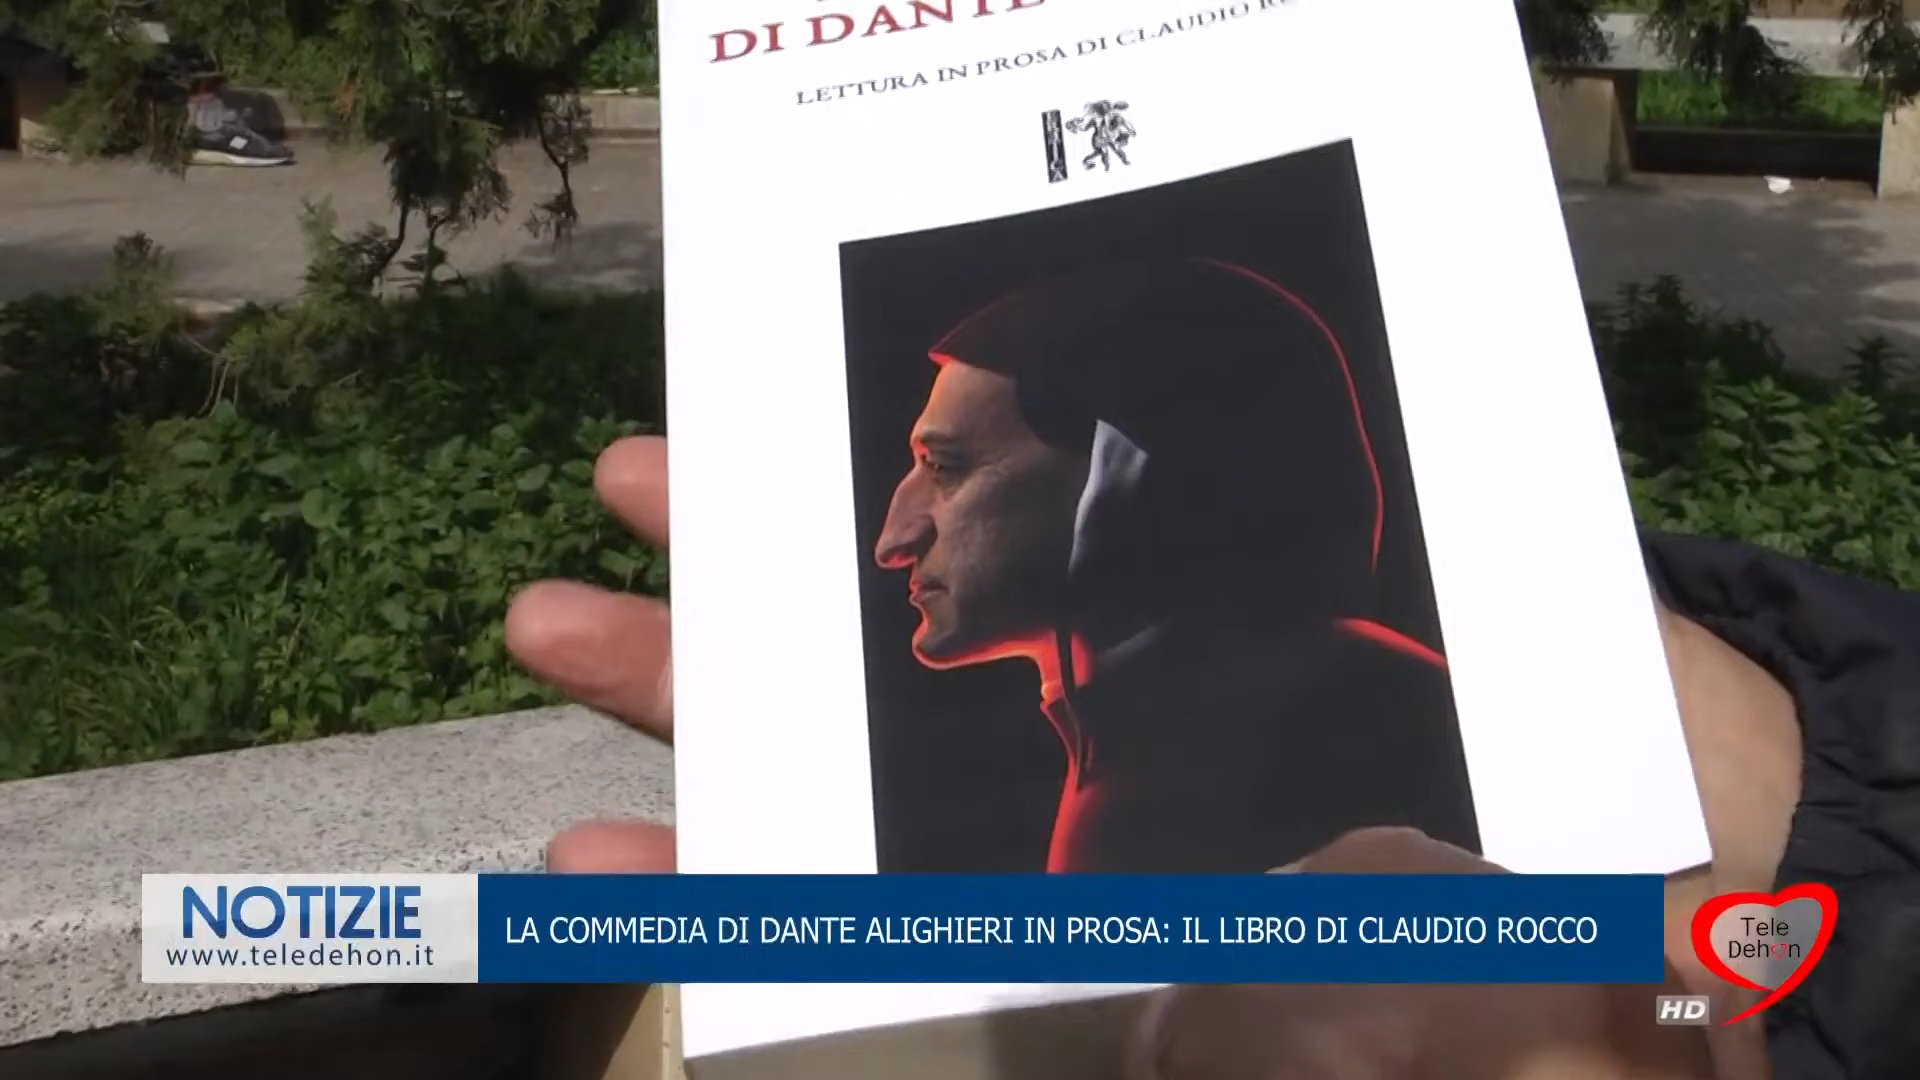 DI DANTE
LETTURA IN PROSA DI CLAUDIO
NOTIZIE
www.teledehon.it
LA COMMEDIA DI DANTE ALIGHIERI IN PROSA: IL LIBRO DI CLAUDIO ROCCO
Tele
Dehon
HD